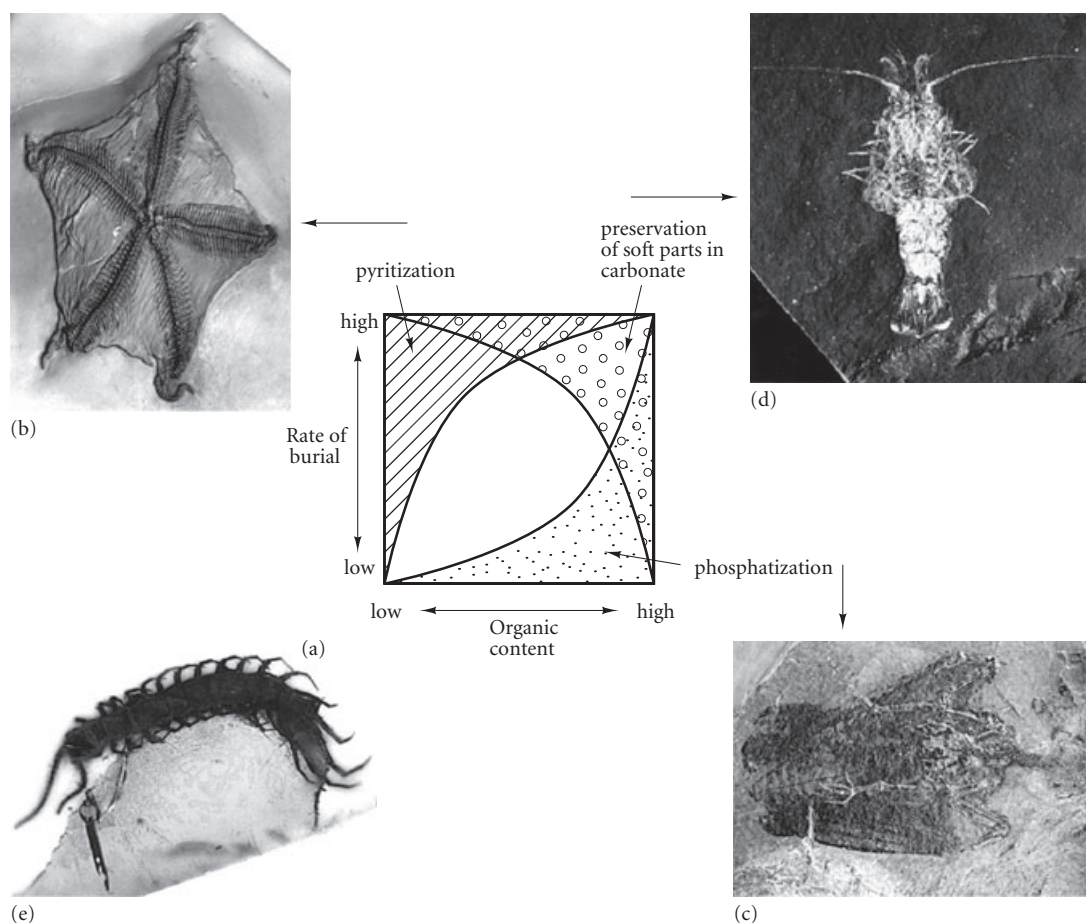 (b)
(d)
pyritization
preservation
of soft parts in
carbonate
high
Rate of
burial
low
phosphatization
low
high
Organic
content
(a)
(e)
(c)